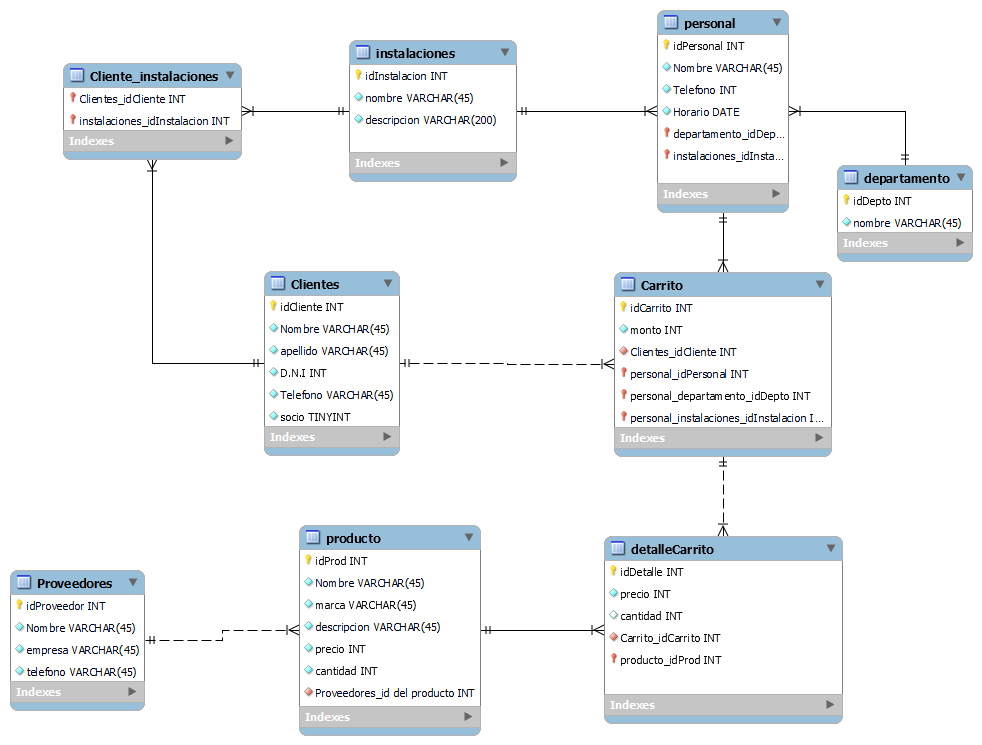 Cliente_instalaciones
Clientes_idCliente INT
instalaciones_idInstalacion INT
Indexes
instalaciones
idInstalacion INT
nombre VARCHAR(45)
descripcion VARCHAR(200)
Indexes
personal
idPersonal INT
Nombre VARCHAR(45)
Telefono INT
Horario DATE
departamento_idDep...
instalaciones_idInsta...
Indexes
departamento
idDepto INT
nombre VARCHAR(45)
Indexes
Clientes
idCliente INT
Nombre VARCHAR(45)
apellido VARCHAR(45)
D.N.I INT
Telefono VARCHAR(45)
socio TINYINT
Indexes
Carrito
idCarrito INT
monto INT
Clientes_idCliente INT
personal_idPersonal INT
personal_departamento_idDepto INT
personal_instalaciones_idInstalacion I...
Indexes
Proveedores
idProveedor INT
Nombre VARCHAR(45)
empresa VARCHAR(45)
telefono VARCHAR(45)
Indexes
producto
idProd INT
Nombre VARCHAR(45)
marca VARCHAR(45)
descripcion VARCHAR(45)
precio INT
cantidad INT
Proveedores_id del producto INT
Indexes
detalleCarrito
idDetalle INT
precio INT
cantidad INT
Carrito_idCarrito INT
producto_idProd INT
Indexes